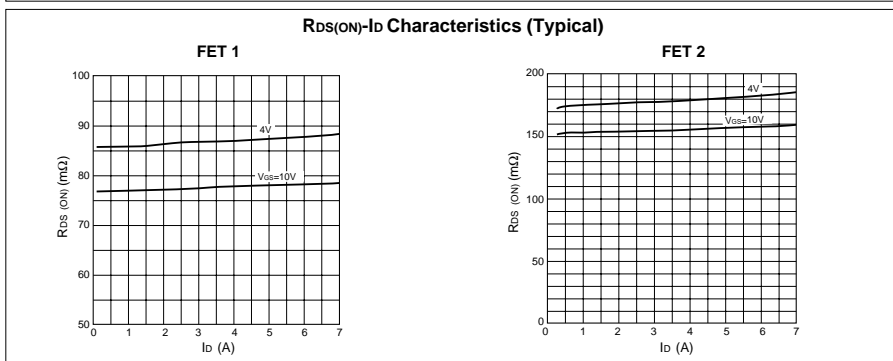 RDS(ON)-ID Characteristics (Typical)
FET 1
100
90
80
70
60
50
RDS (ON) (mΩ)
4V
VGS=10V
0 1 2 3 4 5 6 7
ID (A)
FET 2
200
150
100
50
0
RDS (ON) (mΩ)
4V
VGS=10V
0 1 2 3 4 5 6 7
ID (A)